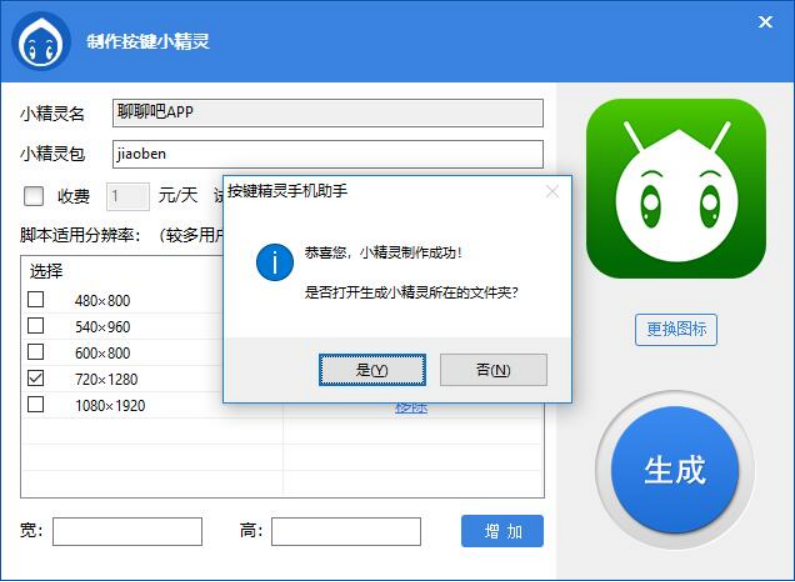 制作按键小精灵
小精灵名 聊聊吧APP
小精灵包 jiaoben
收费 1 元/天
按键精灵手机助手
脚本适用分辨率：（较多用户
恭喜您，小精灵制作成功！
是否打开生成小精灵所在的文件夹？
是(Y) 否(N)
选择
480×800
540×960
600×800
720×1280
1080×1920 移除
宽： 高： 增 加
更换图标
生成